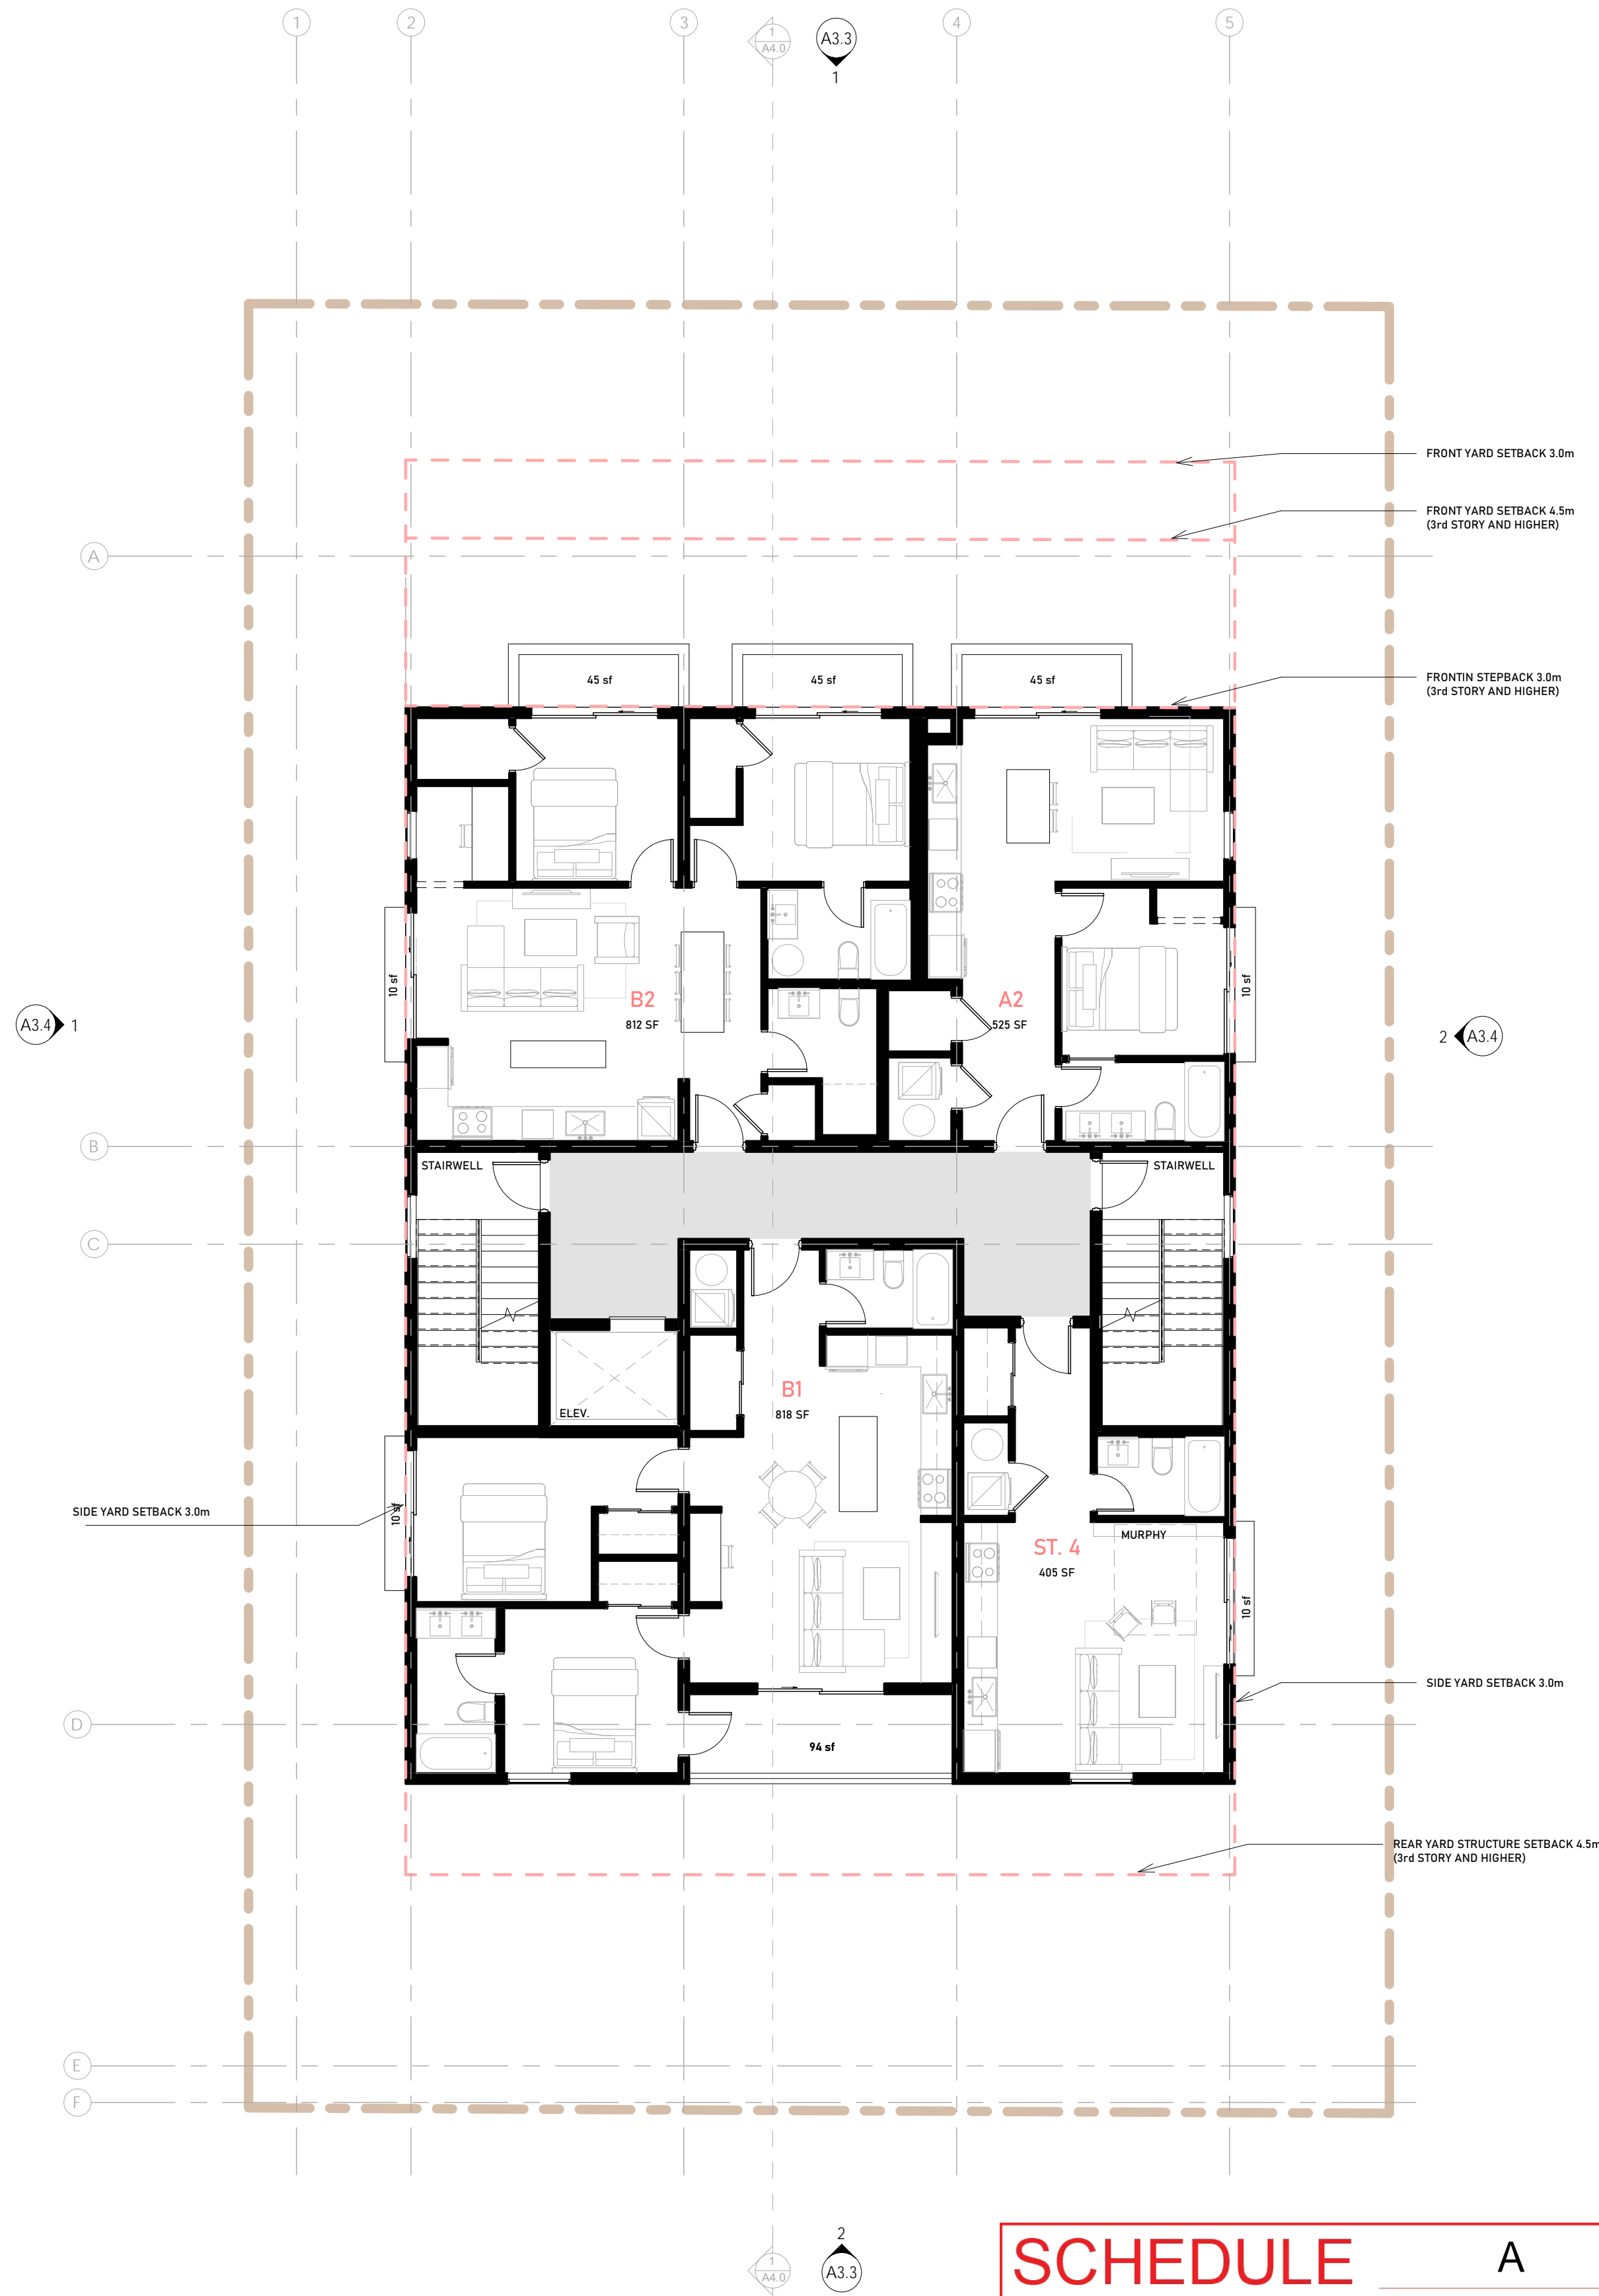 1
2
3
4
5
1
A4.0
A3.3
1
FRONT YARD SETBACK 3.0m
FRONT YARD SETBACK 4.5m
(3rd STORY AND HIGHER)
A
FRONTIN STEPBACK 3.0m
(3rd STORY AND HIGHER)
45 sf
45 sf
45 sf
10 sf
10 sf
B2
812 SF
A2
525 SF
A3.4
1
2
A3.4
B
STAIRWELL
STAIRWELL
C
B1
818 SF
ELEV.
SIDE YARD SETBACK 3.0m
10 sf
MURPHY
ST. 4
405 SF
10 sf
SIDE YARD SETBACK 3.0m
D
94 sf
REAR YARD STRUCTURE SETBACK 4.5m
(3rd STORY AND HIGHER)
E
F
2
1
A4.0
A3.3
SCHEDULE A